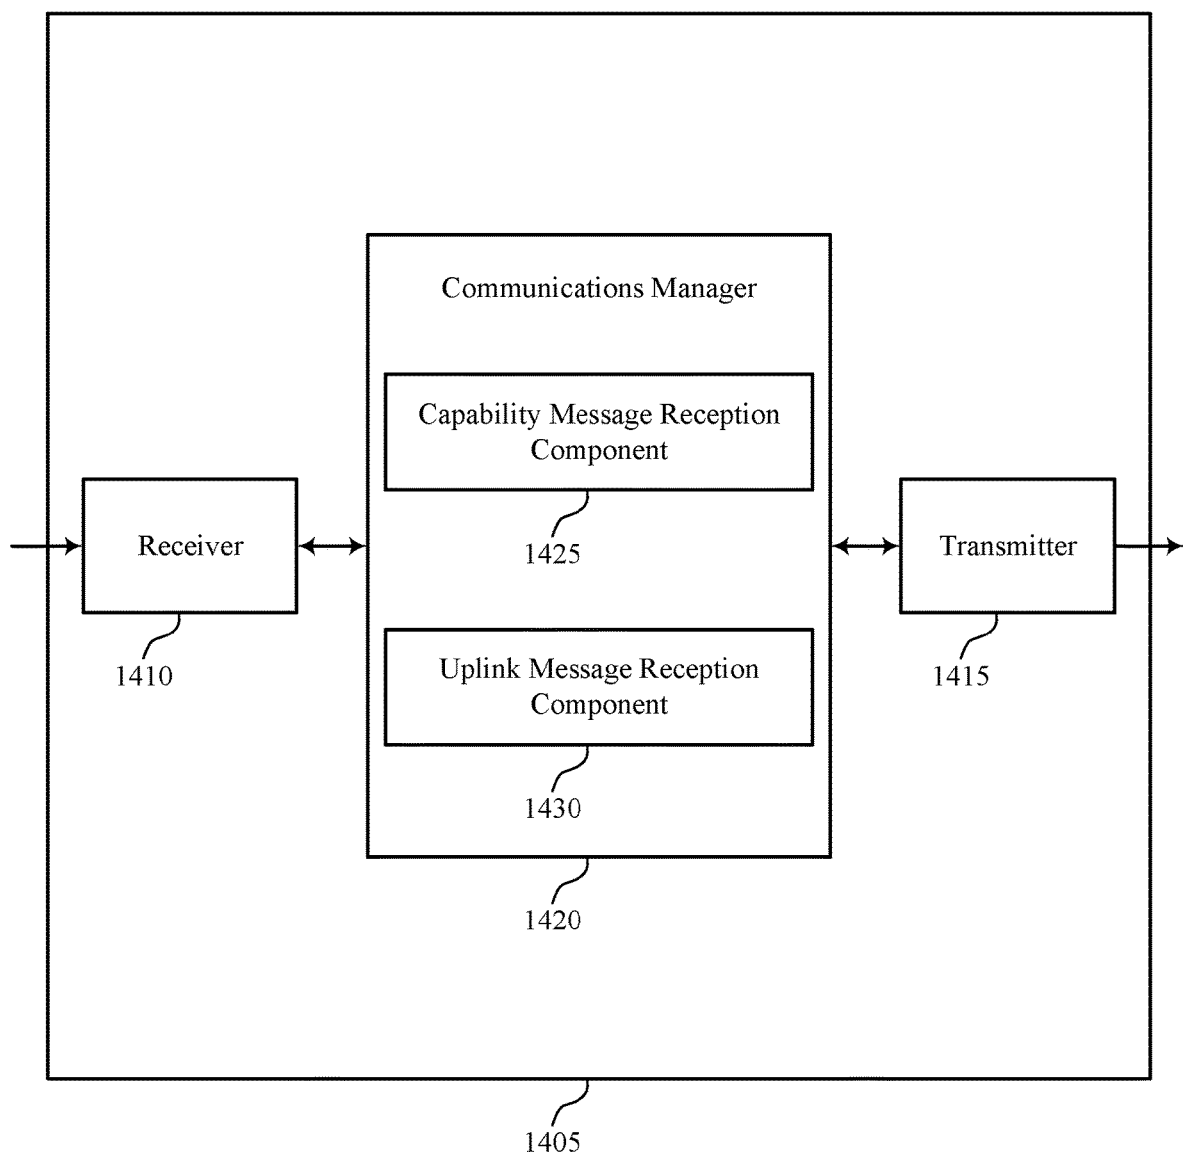 Communications Manager
Capability Message Reception
Component
1425
Receiver
1410
Transmitter
1415
Uplink Message Reception
Component
1430
1420
1405